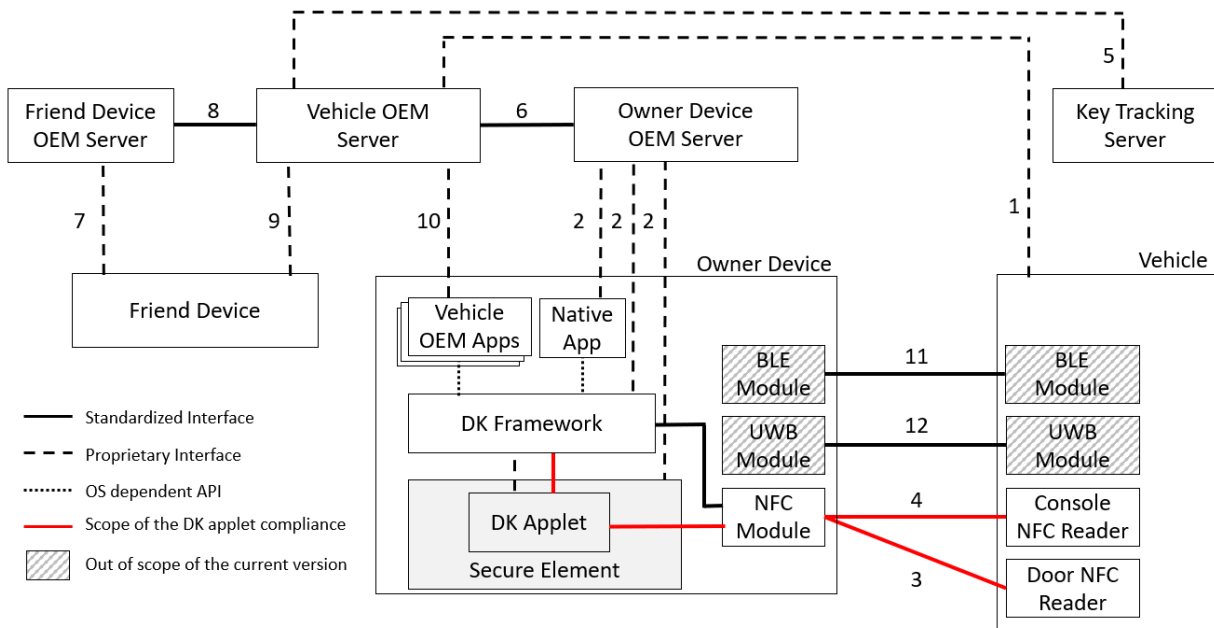 5
8
6
Friend Device
OEM Server
Vehicle OEM
Server
Owner Device
OEM Server
Key Tracking
Server
7
9
10
2
2
2
1
Owner Device
Vehicle
Friend Device
Vehicle
OEM Apps
Native
App
BLE
Module
11
BLE
Module
Standardized Interface
DK Framework
UWB
Module
12
UWB
Module
Proprietary Interface
OS dependent API
Scope of the DK applet compliance
Out of scope of the current version
DK Applet
Secure Element
NFC
Module
4
Console
NFC Reader
3
Door NFC
Reader